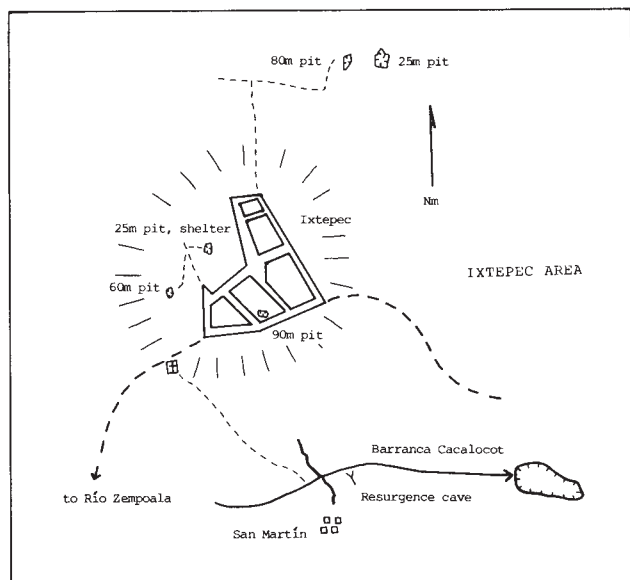 80m pit
25m pit
Nm
Ixtepec
25m pit, shelter
IXTEPEC AREA
60m pit
90m pit
Barranca Cacalocot
to Río Zempoala
Resurgence cave
San Martín